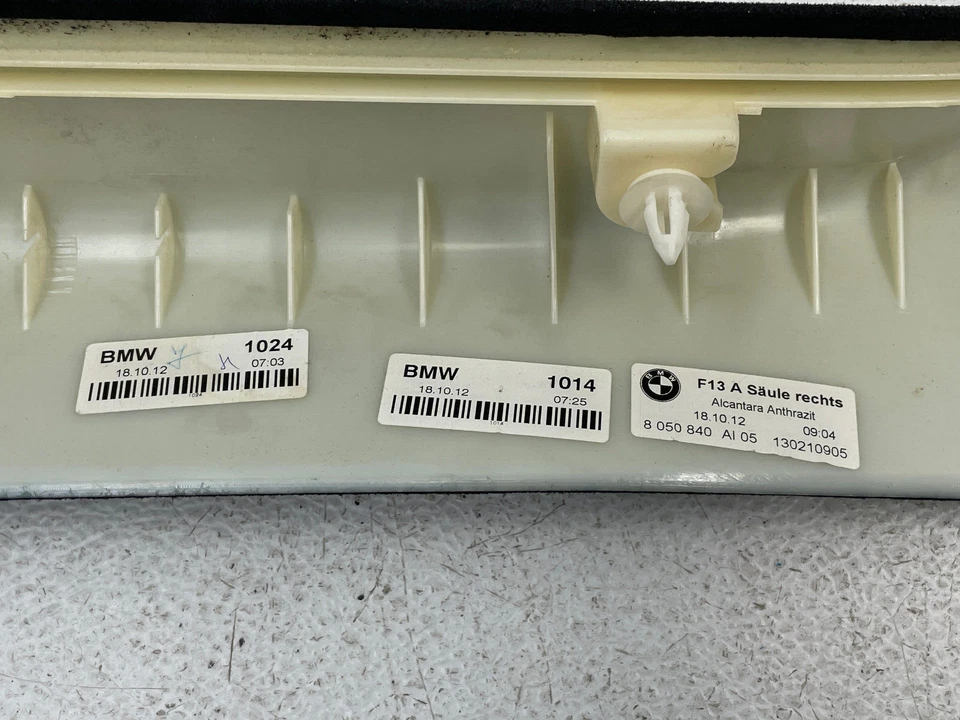 BMW 1024
18.10.12 07:03
1024
BMW 1014
18.10.12 07:25
1014
BMW
F13 A Säule rechts
Alcantara Anthrazit
18.10.12 09:04
8 050 840 AI 05 130210905